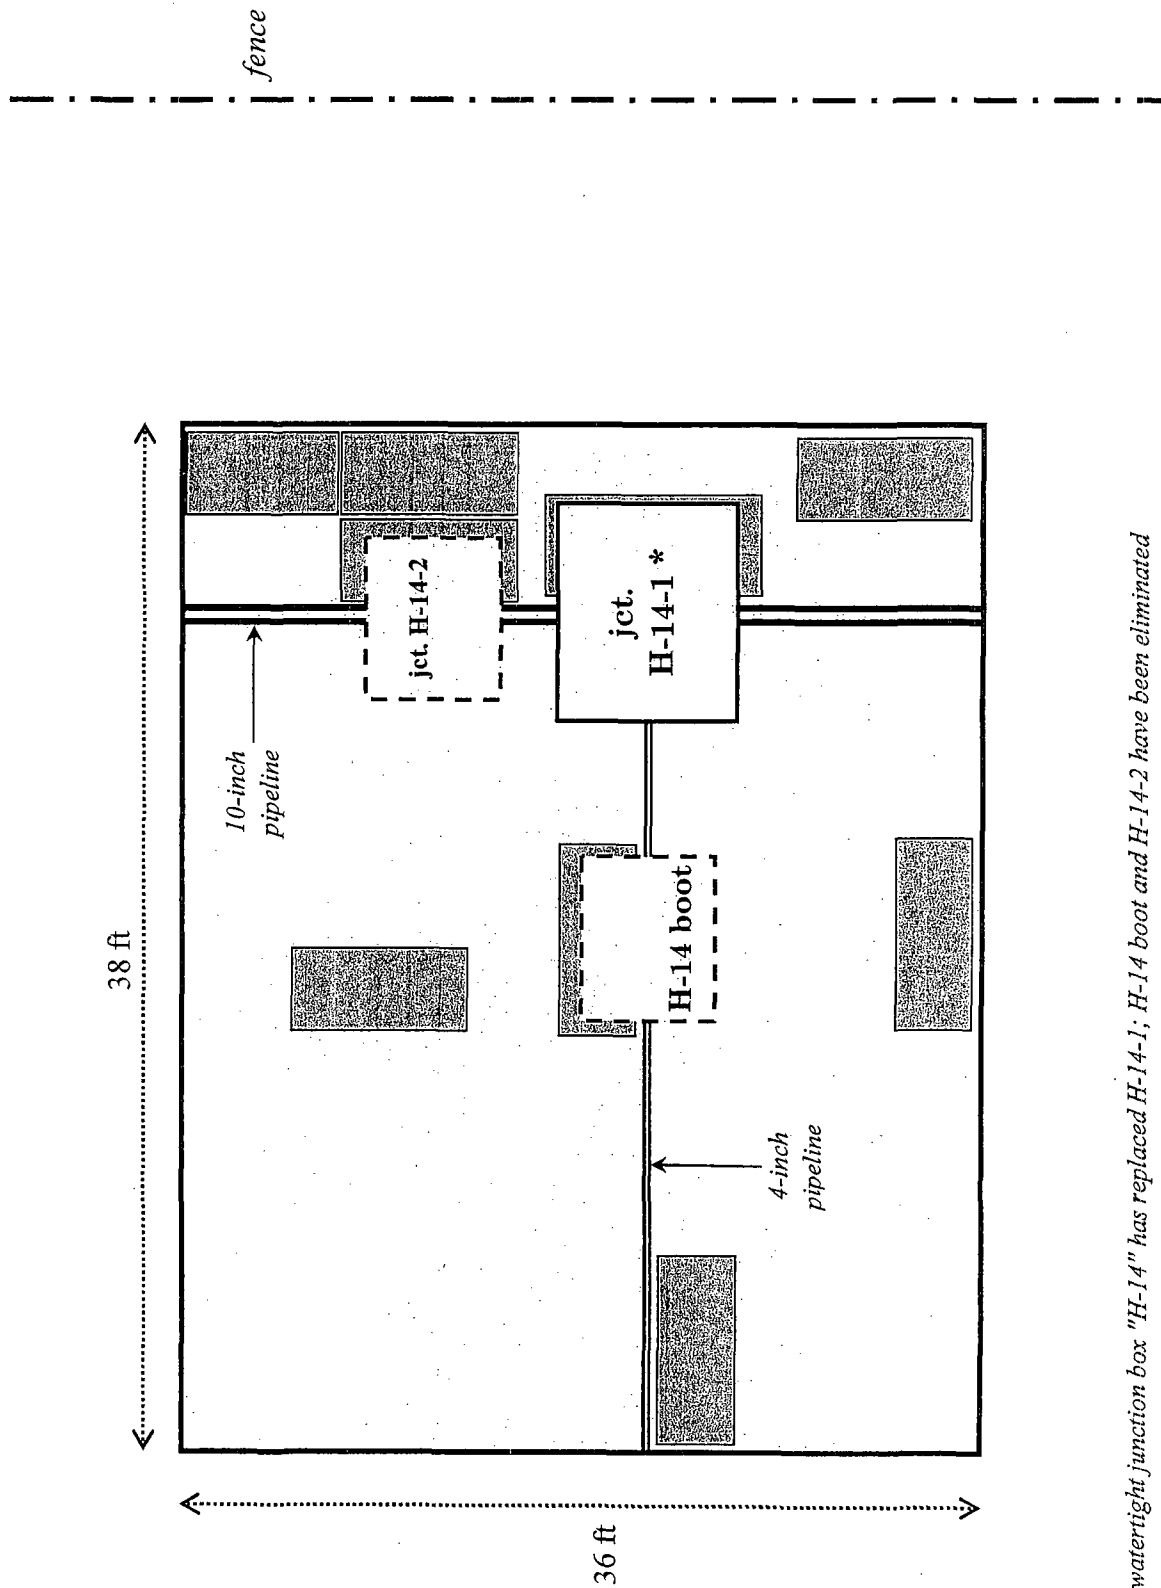 fence
38 ft
10-inch
pipeline
jct. H-14-2
jct.
H-14-1 *
H-14 boot
4-inch
pipeline
36 ft
watertight junction box "H-14" has replaced H-14-1; H-14 boot and H-14-2 have been eliminated